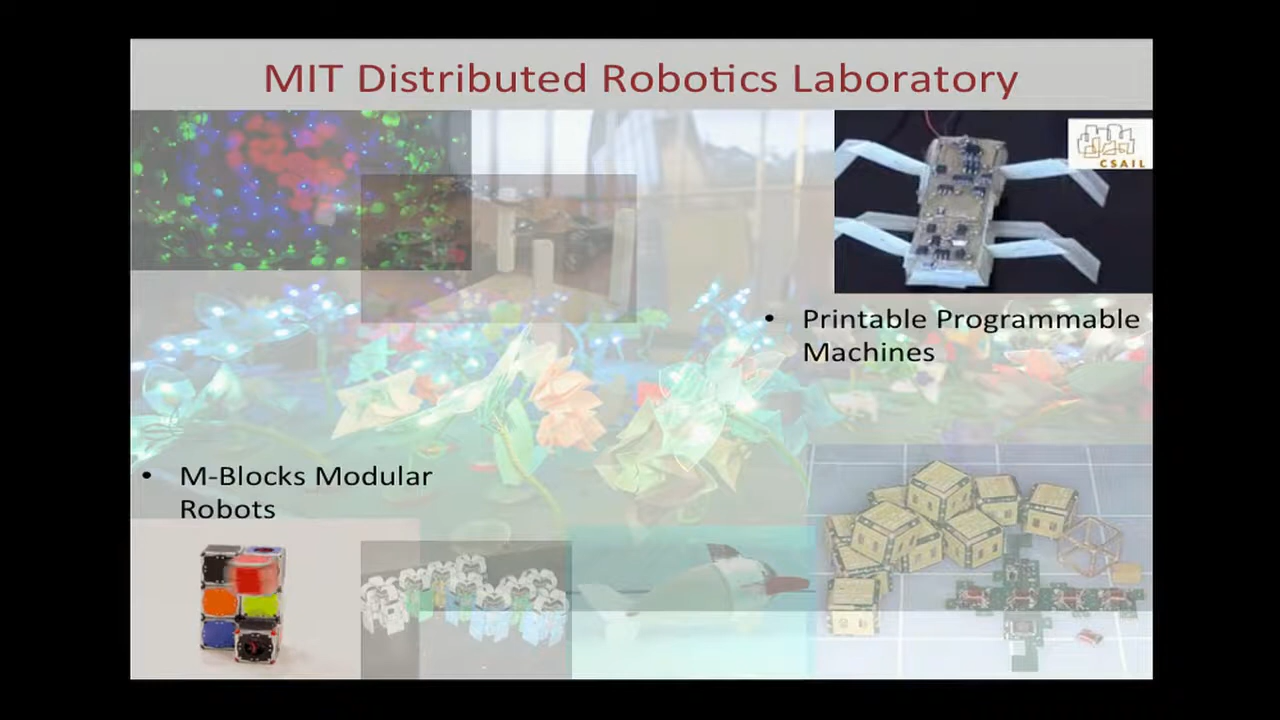 MIT Distributed Robotics Laboratory
CSAIL
• Printable Programmable
Machines
• M-Blocks Modular
Robots